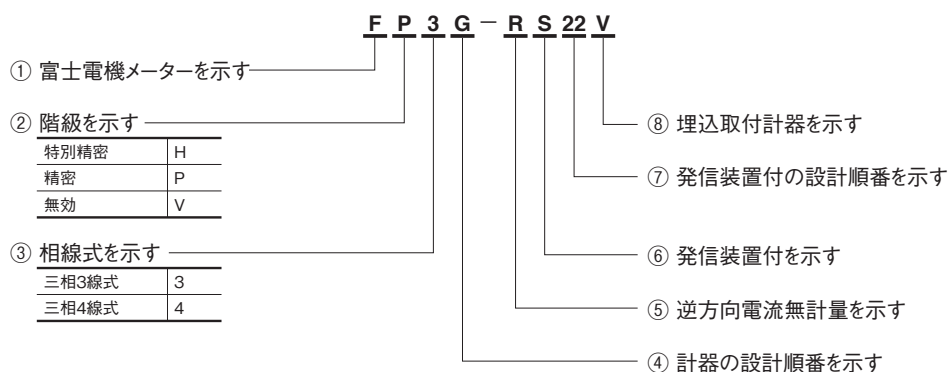 F P 3 G － R S 22 V
① 富士電機メーターを示す
② 階級を示す
特別精密 H
精密 P
無効 V
③ 相線式を示す
三相3線式 3
三相4線式 4
⑧ 埋込取付計器を示す
⑦ 発信装置付の設計順番を示す
⑥ 発信装置付を示す
⑤ 逆方向電流無計量を示す
④ 計器の設計順番を示す